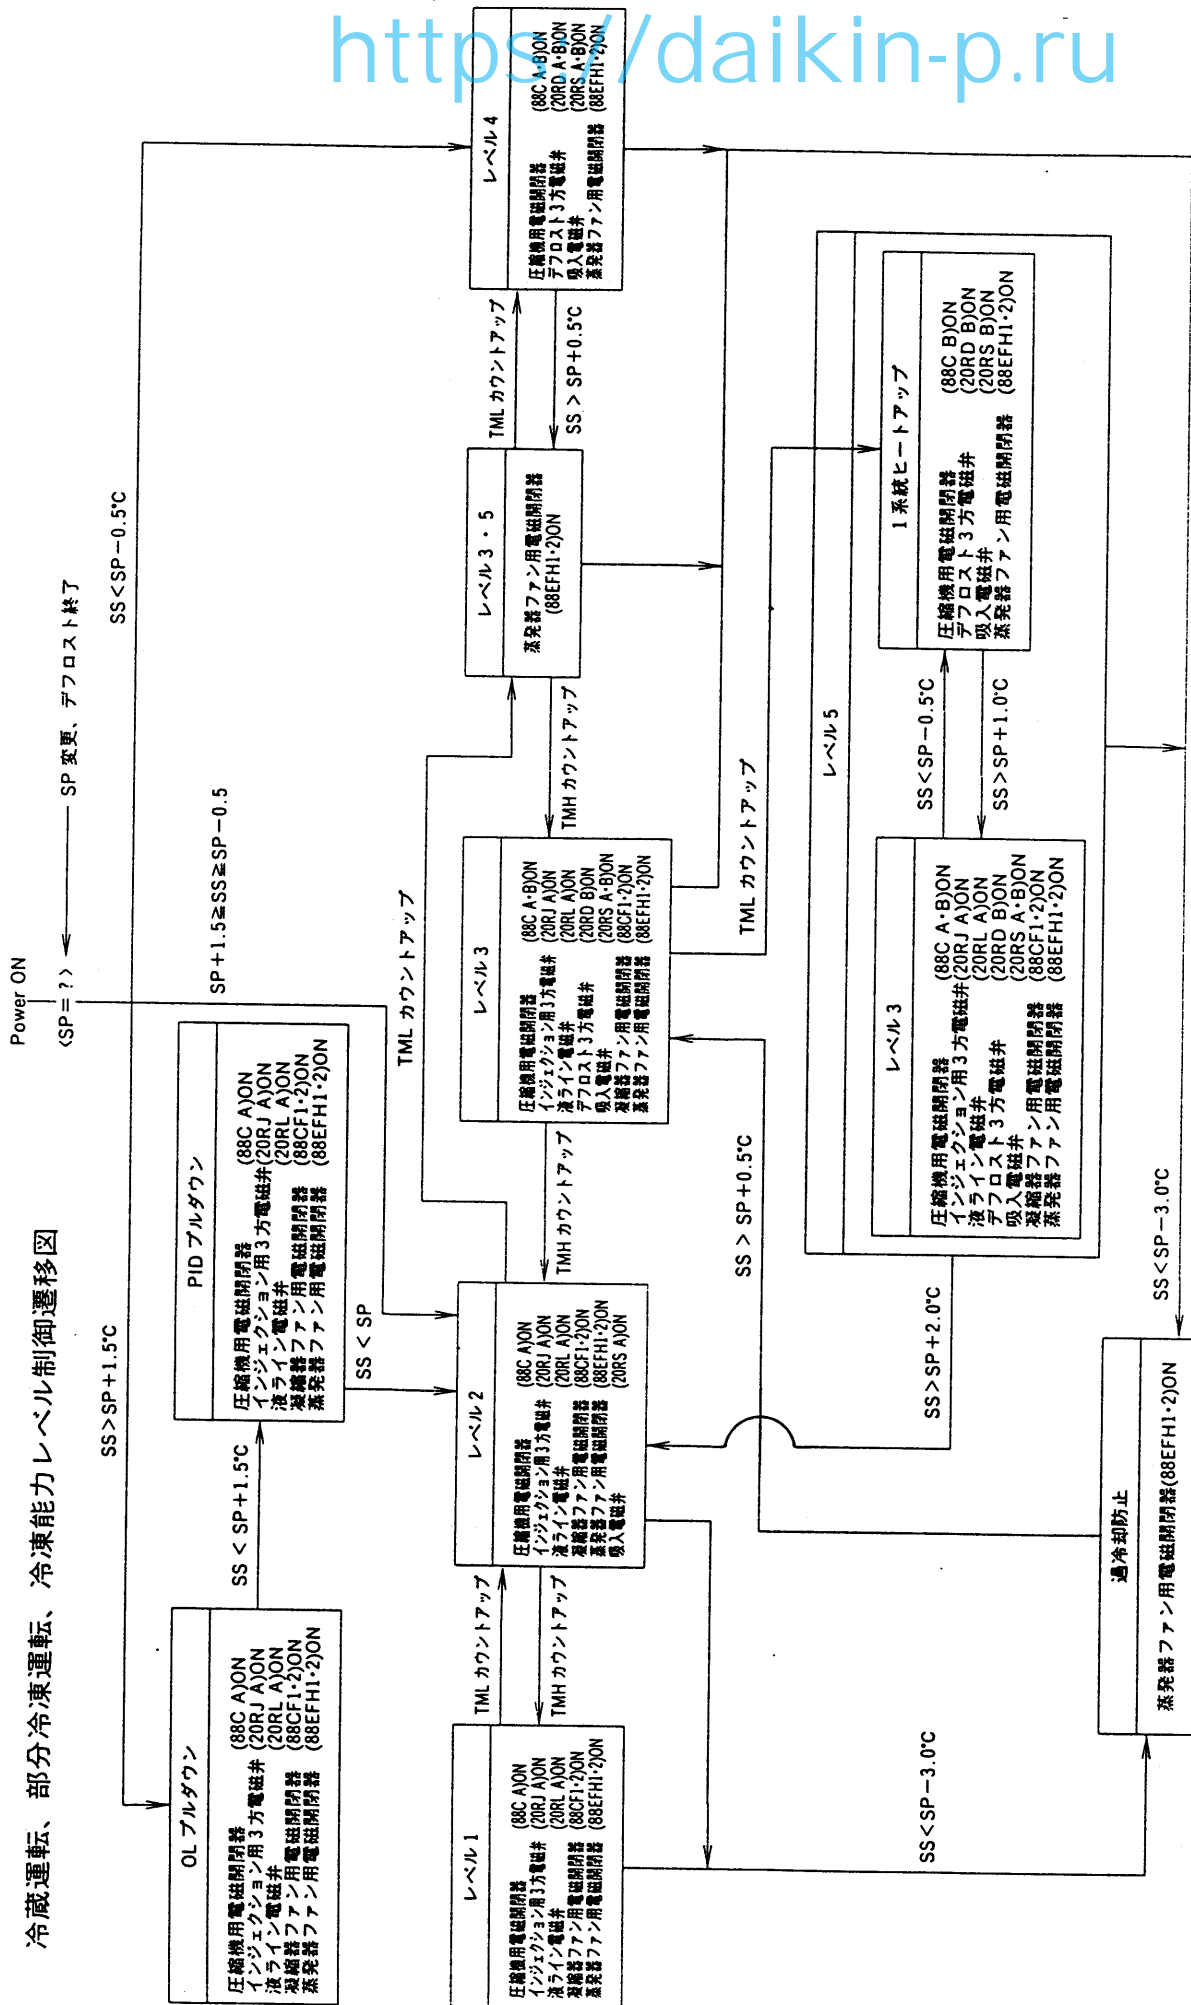 https://daikin-p.ru
冷蔵運転、部分冷凍運転、冷凍能力レベル制御遷移図
Power ON
〈SP=?〉
SP 変更、デフロスト終了
SS>SP+1.5℃
SP+1.5≧SS≧SP-0.5
SS<SP-0.5℃
OL プルダウン
圧縮機用電磁開閉器 (88C A)ON
インジェクション用3方電磁弁(20RJ A)ON
液ライン電磁弁 (20RL A)ON
凝縮器ファン用電磁開閉器 (88CF1・2)ON
蒸発器ファン用電磁開閉器 (88EFH1・2)ON
SS < SP+1.5℃
PID プルダウン
圧縮機用電磁開閉器 (88C A)ON
インジェクション用3方電磁弁(20RJ A)ON
液ライン電磁弁 (20RL A)ON
凝縮器ファン用電磁開閉器 (88CF1・2)ON
蒸発器ファン用電磁開閉器 (88EFH1・2)ON
SS < SP
TML カウントアップ
レベル1
圧縮機用電磁開閉器 (88C A)ON
インジェクション用3方電磁弁 (20RJ A)ON
液ライン電磁弁 (20RL A)ON
凝縮器ファン用電磁開閉器 (88CF1・2)ON
蒸発器ファン用電磁開閉器 (88EFH1・2)ON
TML カウントアップ
TMH カウントアップ
レベル2
圧縮機用電磁開閉器 (88C A)ON
インジェクション用3方電磁弁 (20RJ A)ON
液ライン電磁弁 (20RL A)ON
凝縮器ファン用電磁開閉器 (88CF1・2)ON
蒸発器ファン用電磁開閉器 (88EFH1・2)ON
吸入電磁弁 (20RS A)ON
TMH カウントアップ
レベル3
圧縮機用電磁開閉器 (88C A・B)ON
インジェクション用3方電磁弁 (20RJ A)ON
液ライン電磁弁 (20RL A)ON
デフロスト3方電磁弁 (20RD B)ON
吸入電磁弁 (20RS A・B)ON
凝縮器ファン用電磁開閉器 (88CF1・2)ON
蒸発器ファン用電磁開閉器 (88EFH1・2)ON
TMH カウントアップ
レベル3・5
蒸発器ファン用電磁開閉器
(88EFH1・2)ON
TML カウントアップ
SS > SP+0.5℃
レベル4
圧縮機用電磁開閉器 (88C A・B)ON
デフロスト3方電磁弁 (20RD A・B)ON
吸入電磁弁 (20RS A・B)ON
蒸発器ファン用電磁開閉器 (88EFH1・2)ON
SS > SP+0.5℃
TML カウントアップ
レベル5
レベル3
圧縮機用電磁開閉器 (88C A・B)ON
インジェクション用3方電磁弁(20RJ A)ON
液ライン電磁弁 (20RL A)ON
デフロスト3方電磁弁 (20RD B)ON
吸入電磁弁 (20RS A・B)ON
凝縮器ファン用電磁開閉器 (88CF1・2)ON
蒸発器ファン用電磁開閉器 (88EFH1・2)ON
SS<SP-0.5℃
SS>SP+1.0℃
1系統ヒートアップ
圧縮機用電磁開閉器 (88C B)ON
デフロスト3方電磁弁 (20RD B)ON
吸入電磁弁 (20RS B)ON
蒸発器ファン用電磁開閉器 (88EFH1・2)ON
SS<SP-3.0℃
SS>SP+2.0℃
過冷却防止
蒸発器ファン用電磁開閉器(88EFH1・2)ON
SS<SP-3.0℃